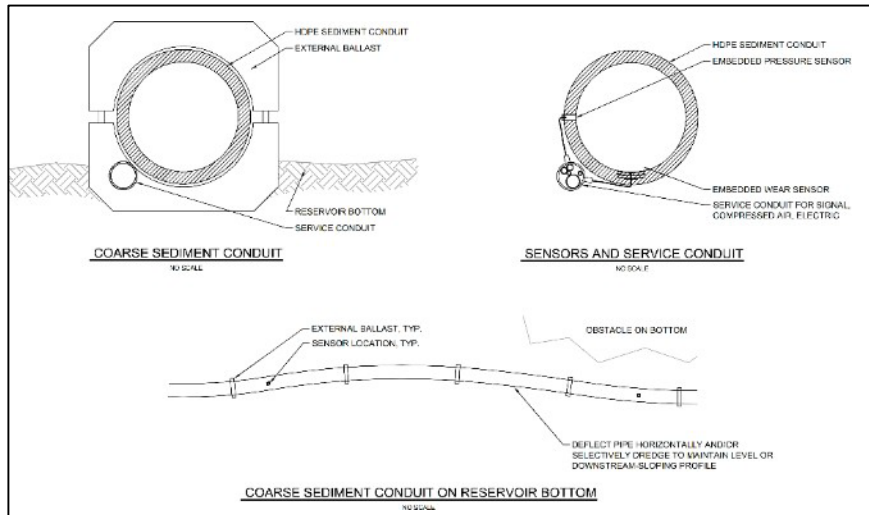 HDPE SEDIMENT CONDUIT
EXTERNAL BALLAST
RESERVOIR BOTTOM
SERVICE CONDUIT
COARSE SEDIMENT CONDUIT
NO SCALE
HDPE SEDIMENT CONDUIT
EMBEDDED PRESSURE SENSOR
EMBEDDED WEAR SENSOR
SERVICE CONDUIT FOR SIGNAL,
COMPRESSED AIR, ELECTRIC
SENSORS AND SERVICE CONDUIT
NO SCALE
EXTERNAL BALLAST, TYP.
SENSOR LOCATION, TYP.
OBSTACLE ON BOTTOM
DEFLECT PIPE HORIZONTALLY AND/OR
SELECTIVELY DREDGE TO MAINTAIN LEVEL OR
DOWNSTREAM-SLOPING PROFILE
COARSE SEDIMENT CONDUIT ON RESERVOIR BOTTOM
NO SCALE